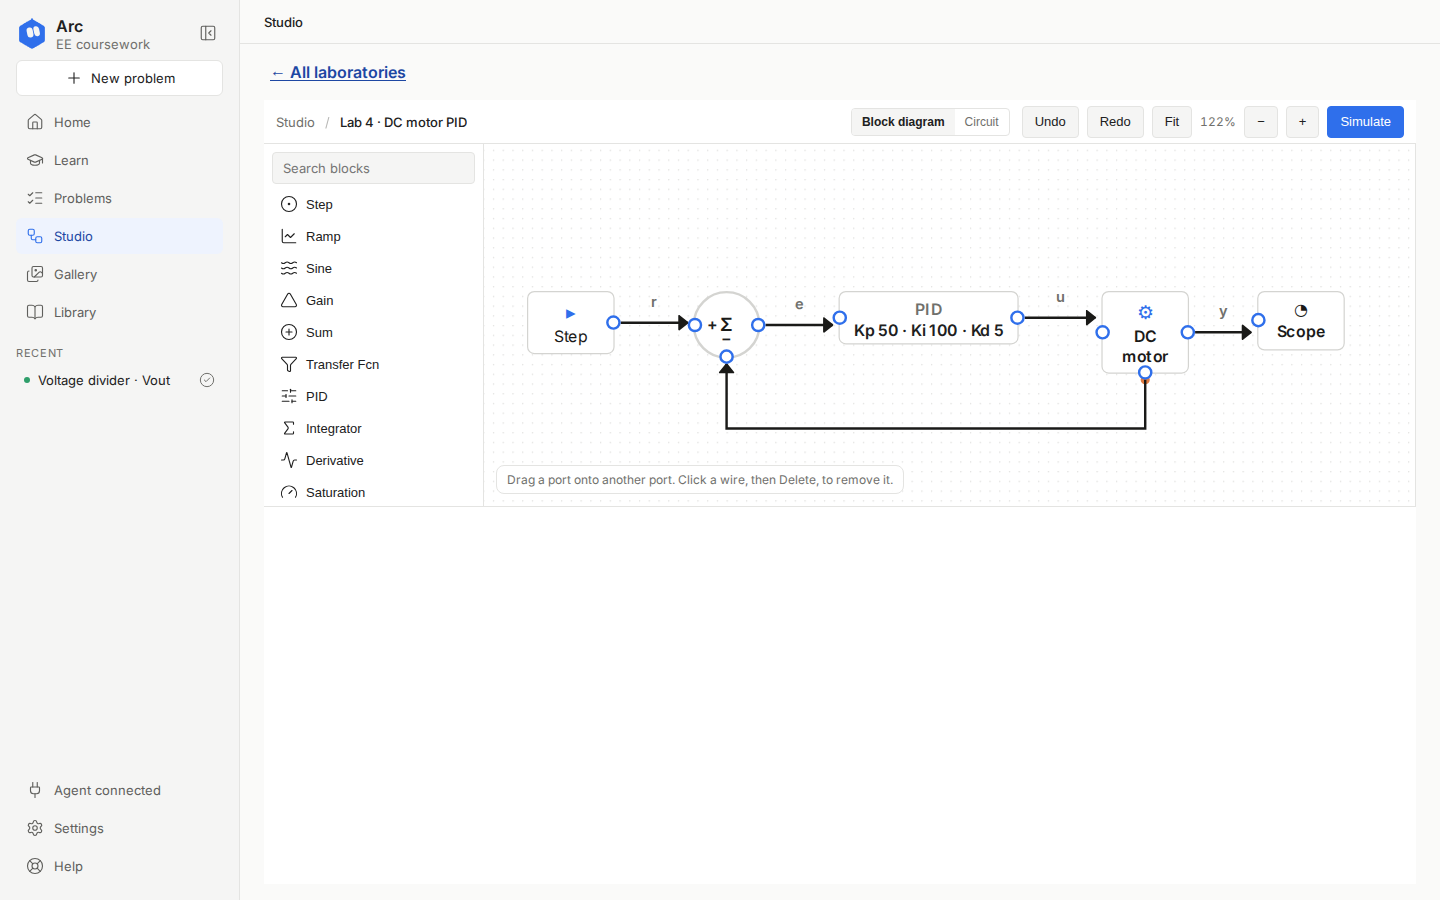 Arc
EE coursework
New problem
Home
Learn
Problems
Studio
Gallery
Library
RECENT
Voltage divider · Vout
Agent connected
Settings
Help
Studio
← All laboratories
Studio / Lab 4 · DC motor PID
Block diagram
Circuit
Undo
Redo
Fit
122%
−
+
Simulate
Search blocks
Step
Ramp
Sine
Gain
Sum
Transfer Fcn
PID
Integrator
Derivative
Saturation
Step
r
+ Σ
−
e
PID
Kp 50 · Ki 100 · Kd 5
u
DC
motor
y
Scope
Drag a port onto another port. Click a wire, then Delete, to remove it.